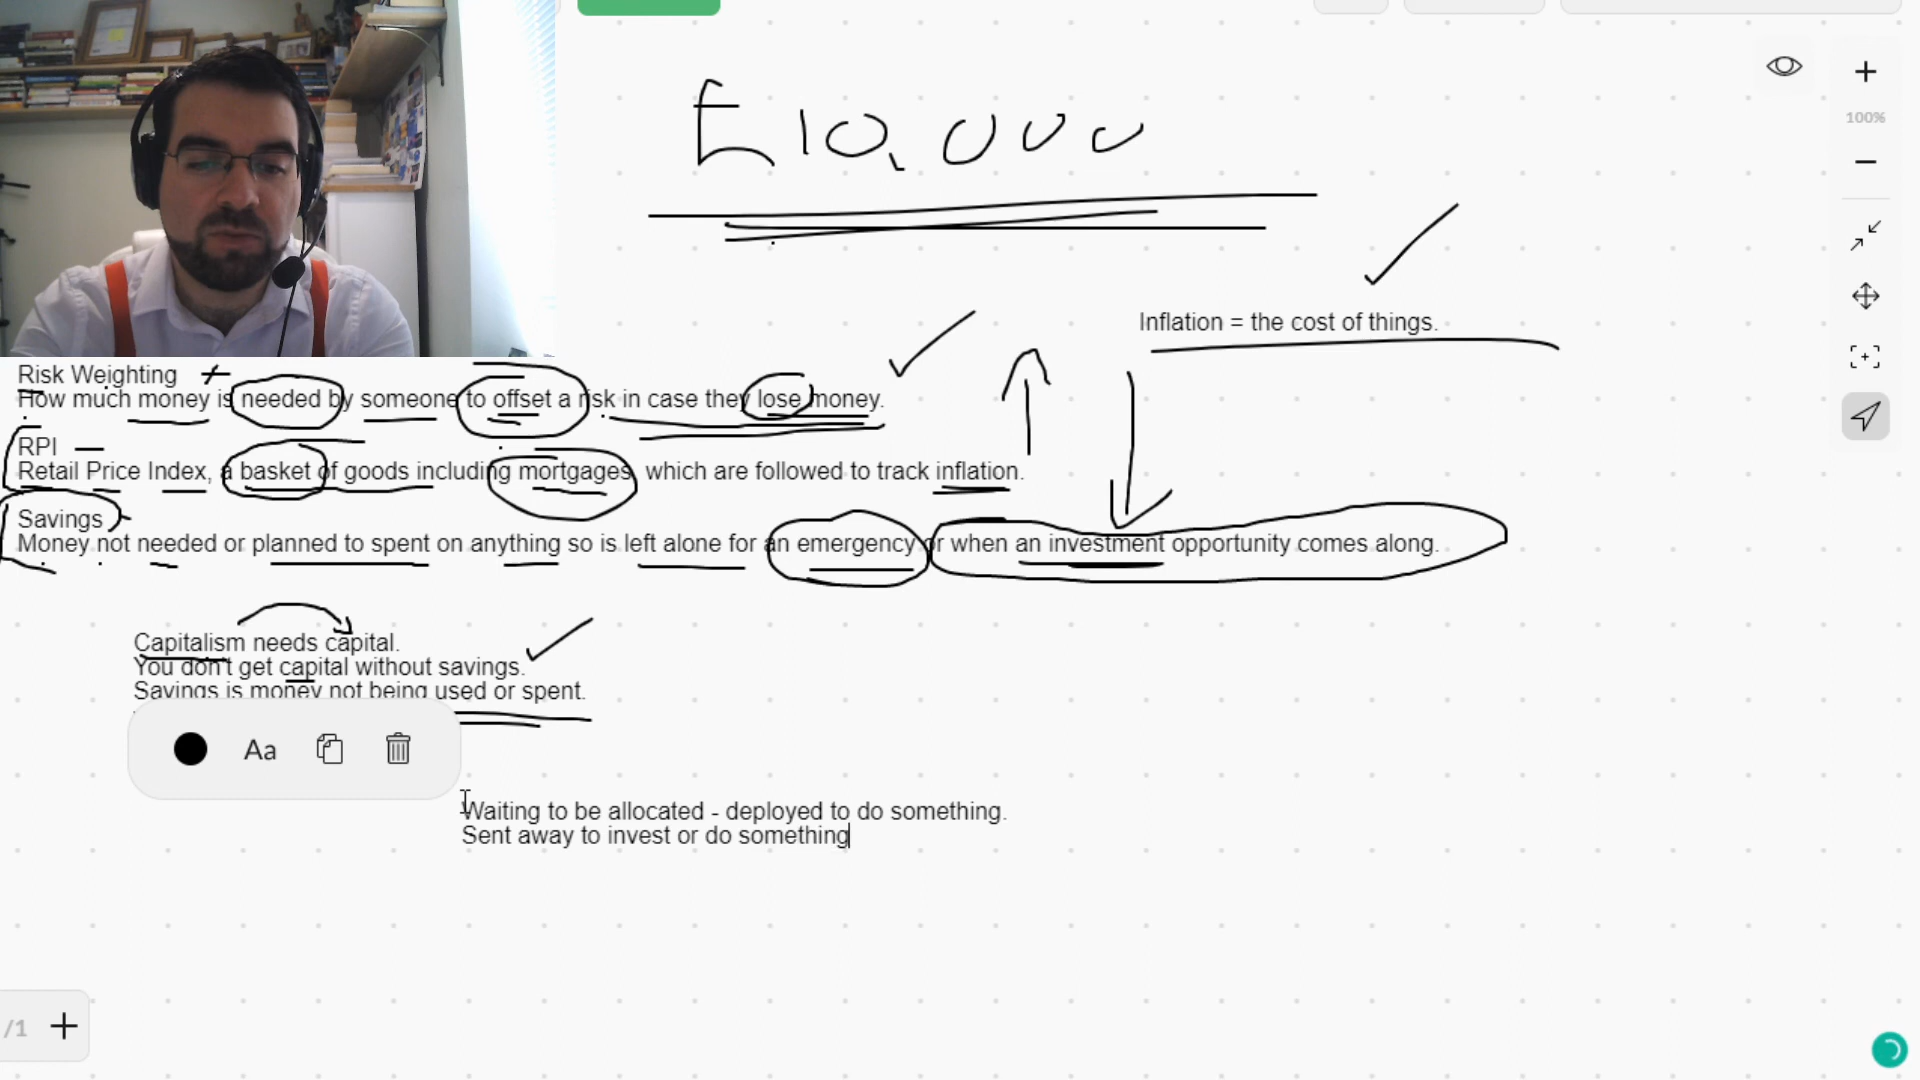 £10,000
100%
Inflation = the cost of things.
Risk Weighting
How much money is needed by someone to offset a risk in case they lose money.
RPI
Retail Price Index, a basket of goods including mortgages, which are followed to track inflation.
Savings
Money not needed or planned to spent on anything so is left alone for an emergency or when an investment opportunity comes along.
Capitalism needs capital.
You don't get capital without savings.
Savings is money not being used or spent.
Aa
Waiting to be allocated - deployed to do something.
Sent away to invest or do something
/1